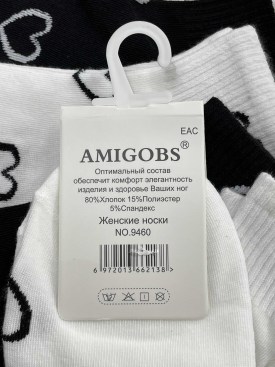 EAC
AMIGOBS®
Оптимальный состав
обеспечит комфорт элегантность
изделия и здоровье Ваших ног
80%Хлопок 15%Полиэстер
5%Спандекс
Женские носки
NO.9460
6 972013 662138 >